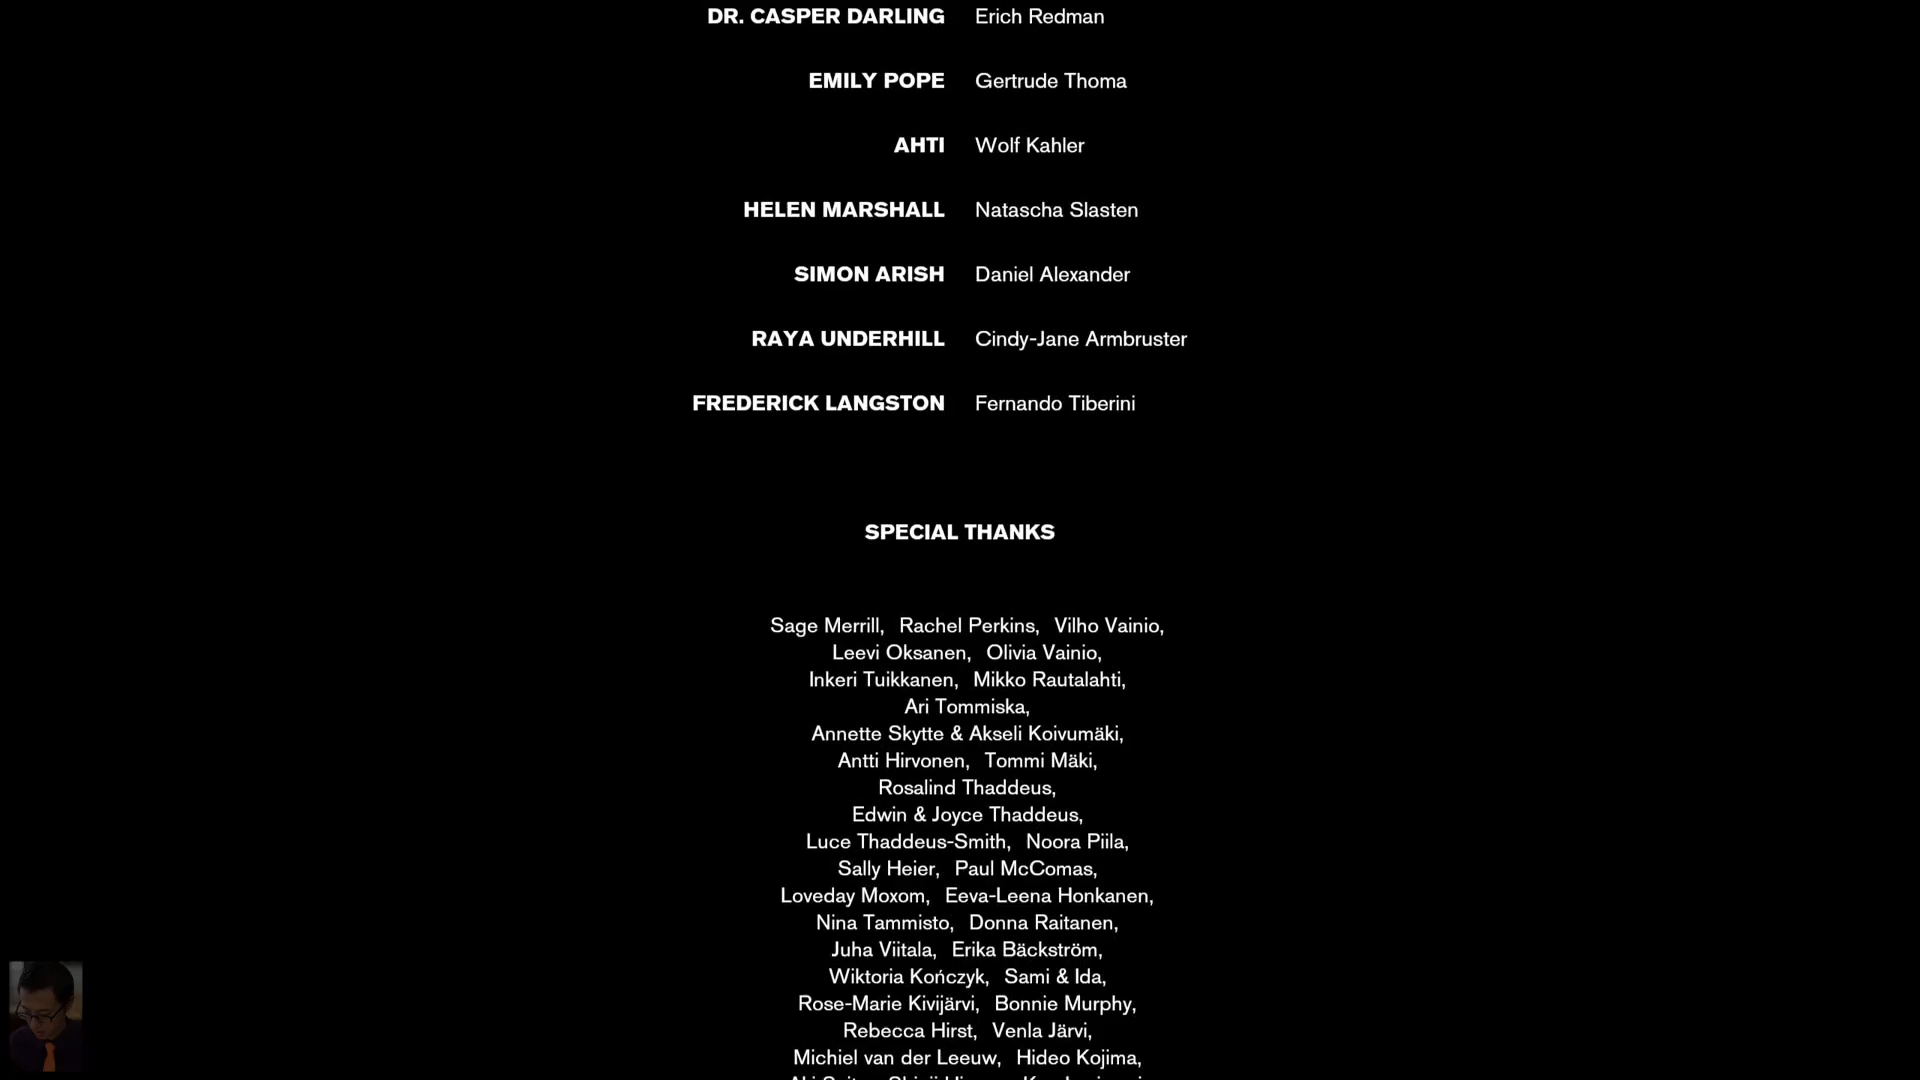 DR. CASPER DARLING Erich Redman
EMILY POPE Gertrude Thoma
AHTI Wolf Kahler
HELEN MARSHALL Natascha Slasten
SIMON ARISH Daniel Alexander
RAYA UNDERHILL Cindy-Jane Armbruster
FREDERICK LANGSTON Fernando Tiberini
SPECIAL THANKS
Sage Merrill, Rachel Perkins, Vilho Vainio,
Leevi Oksanen, Olivia Vainio,
Inkeri Tuikkanen, Mikko Rautalahti,
Ari Tommiska,
Annette Skytte & Akseli Koivumäki,
Antti Hirvonen, Tommi Mäki,
Rosalind Thaddeus,
Edwin & Joyce Thaddeus,
Luce Thaddeus-Smith, Noora Piila,
Sally Heier, Paul McComas,
Loveday Moxom, Eeva-Leena Honkanen,
Nina Tammisto, Donna Raitanen,
Juha Viitala, Erika Bäckström,
Wiktoria Kończyk, Sami & Ida,
Rose-Marie Kivijärvi, Bonnie Murphy,
Rebecca Hirst, Venla Järvi,
Michiel van der Leeuw, Hideo Kojima,